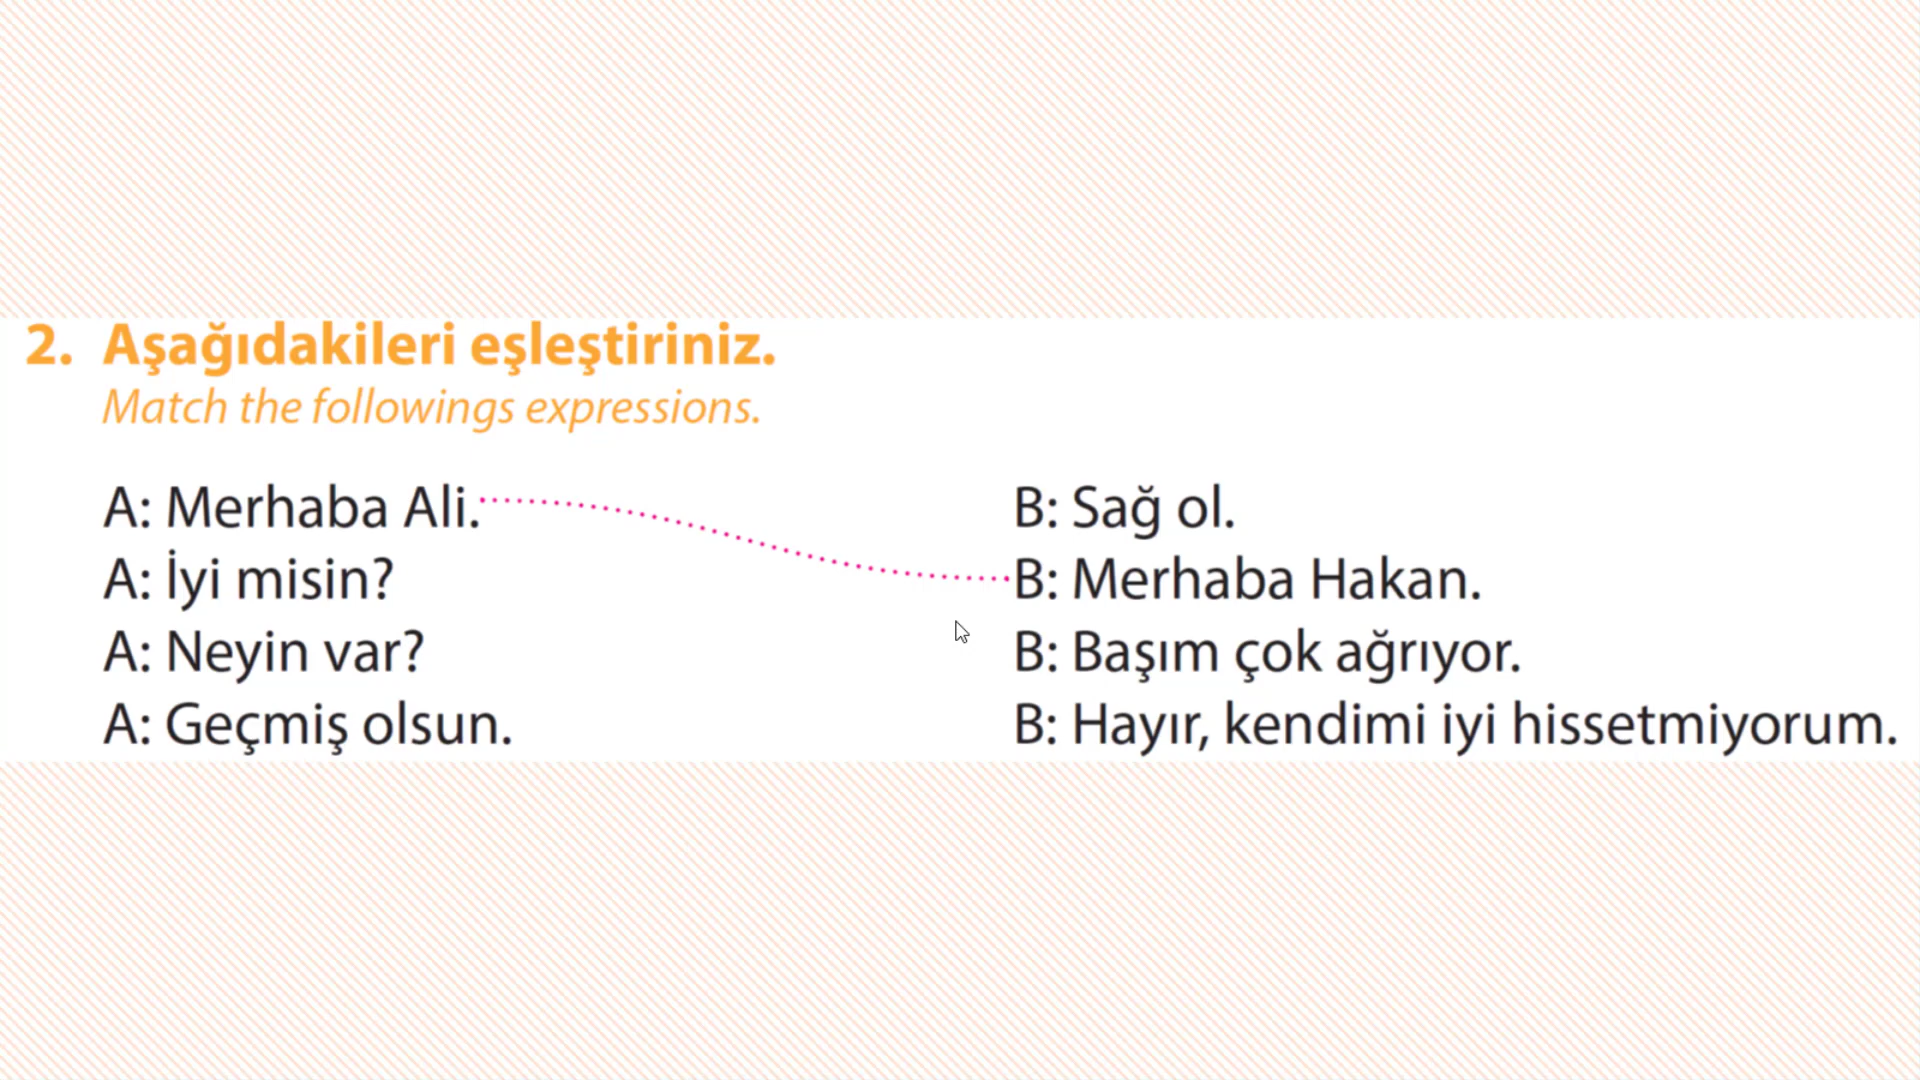 2. Aşağıdakileri eşleştiriniz.
Match the followings expressions.
A: Merhaba Ali.
A: İyi misin?
A: Neyin var?
A: Geçmiş olsun.
B: Sağ ol.
B: Merhaba Hakan.
B: Başım çok ağrıyor.
B: Hayır, kendimi iyi hissetmiyorum.